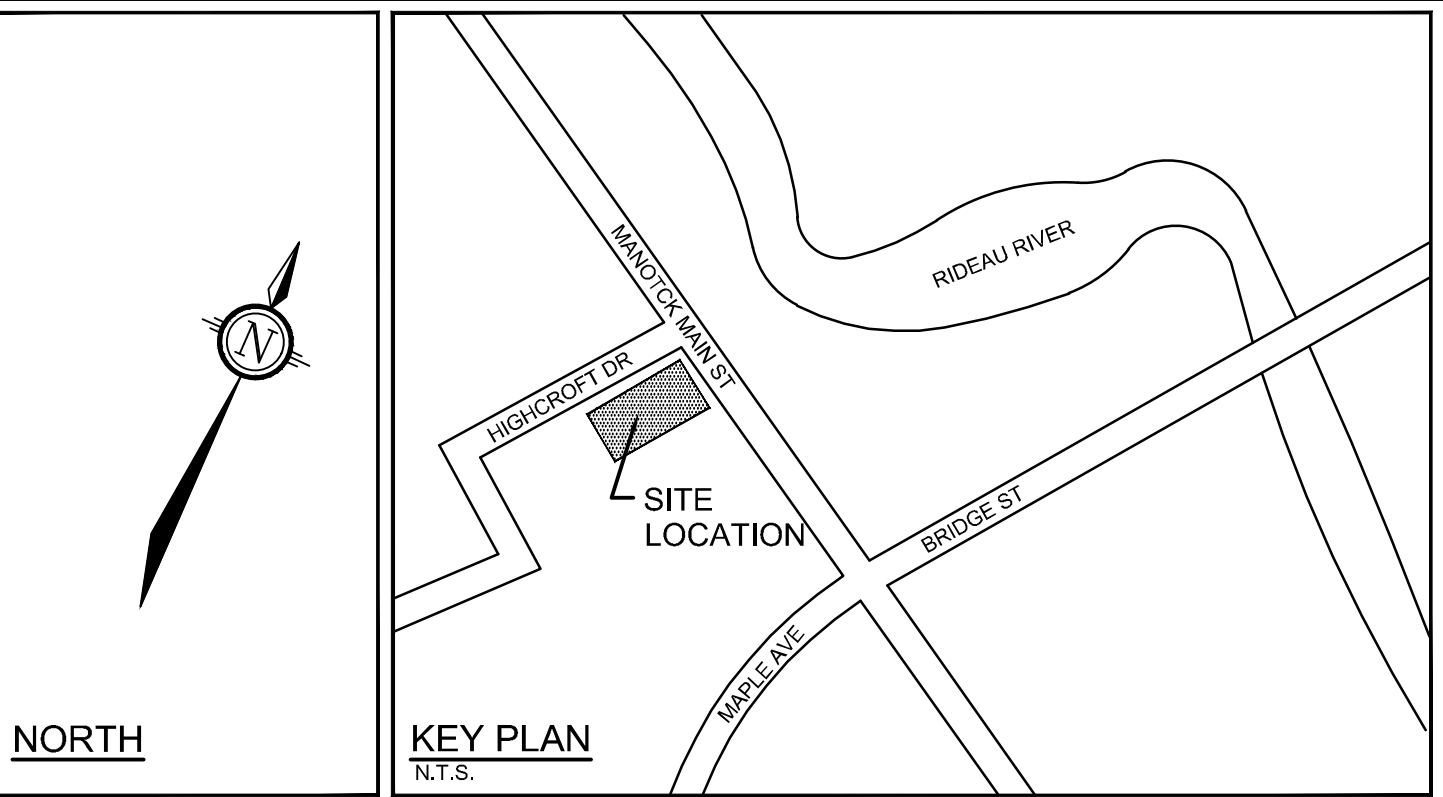 N
NORTH
MANOTCK MAIN ST
RIDEAU RIVER
HIGHCROFT DR
SITE
LOCATION
BRIDGE ST
MAPLE AVE
KEY PLAN
N.T.S.